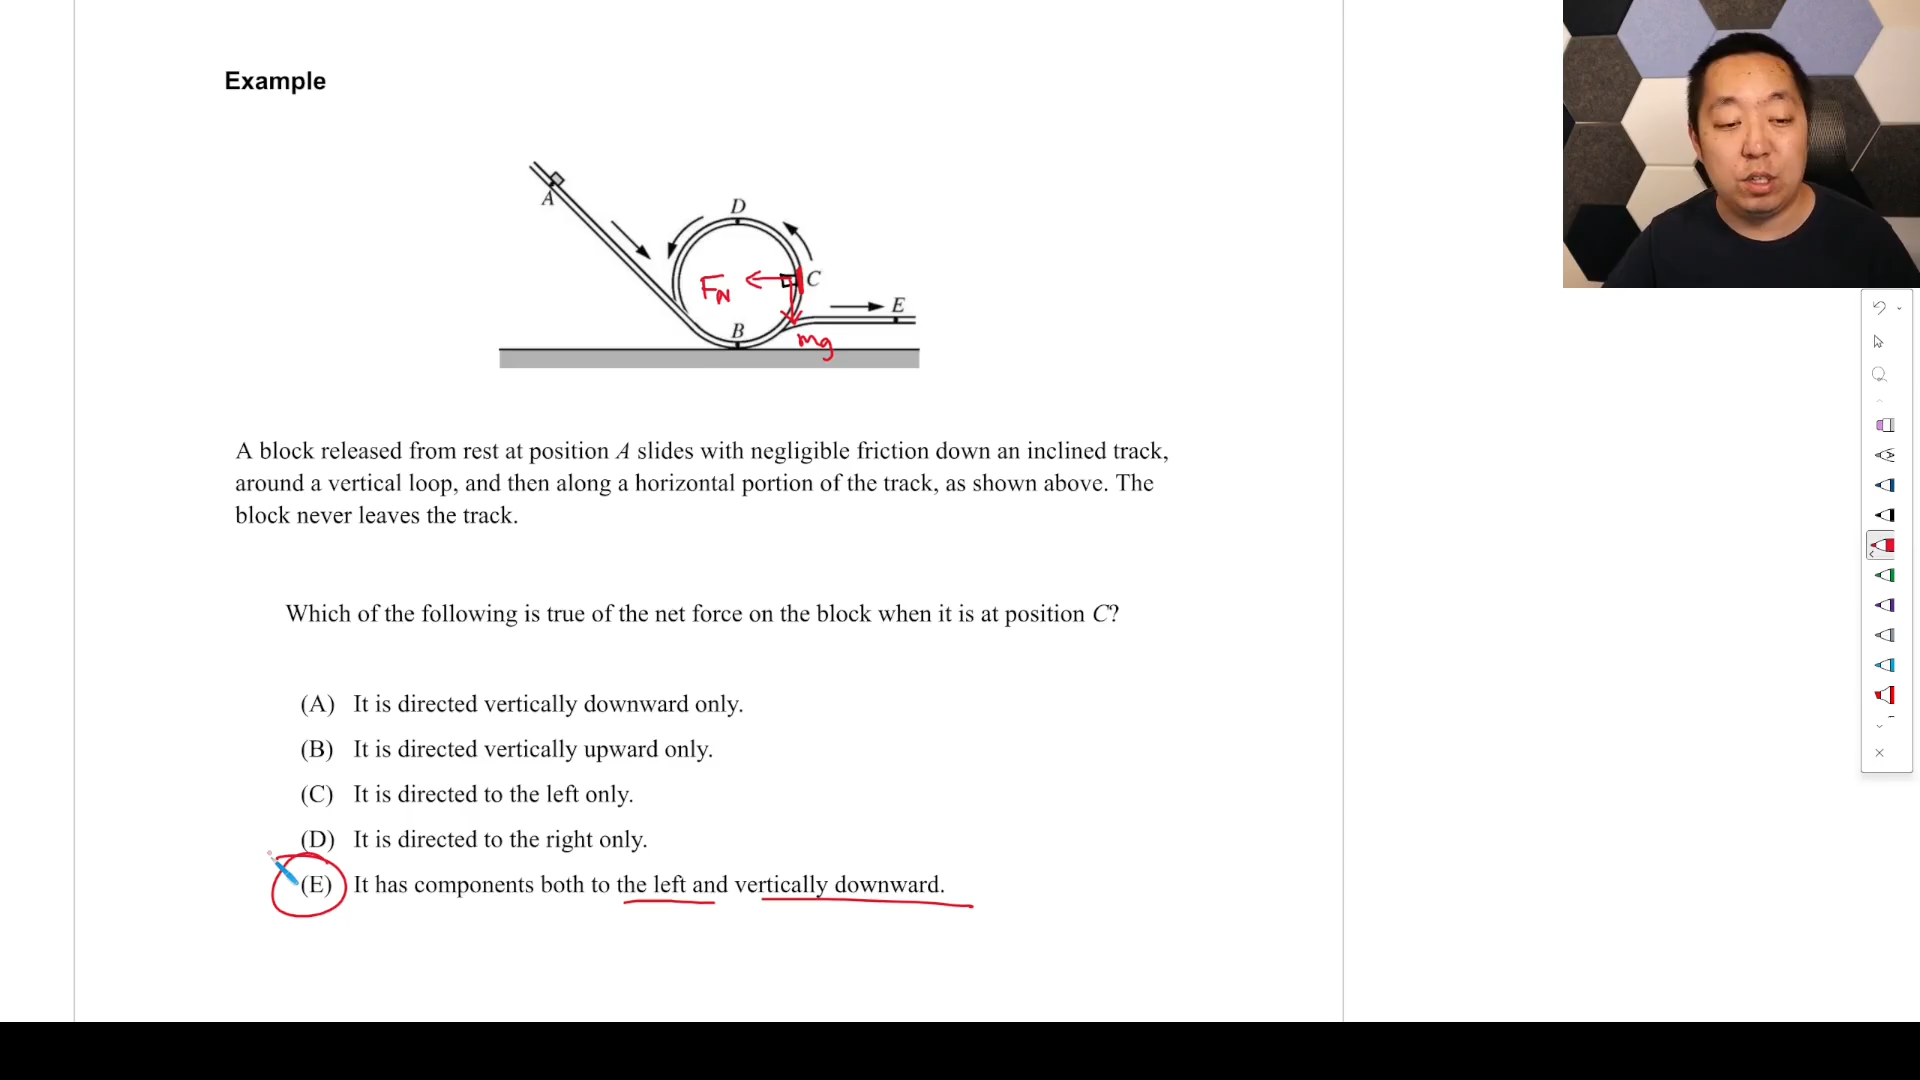 Example
A
D
C
F_N
E
B
mg
A block released from rest at position A slides with negligible friction down an inclined track,
around a vertical loop, and then along a horizontal portion of the track, as shown above. The
block never leaves the track.
Which of the following is true of the net force on the block when it is at position C?
(A) It is directed vertically downward only.
(B) It is directed vertically upward only.
(C) It is directed to the left only.
(D) It is directed to the right only.
(E) It has components both to the left and vertically downward.